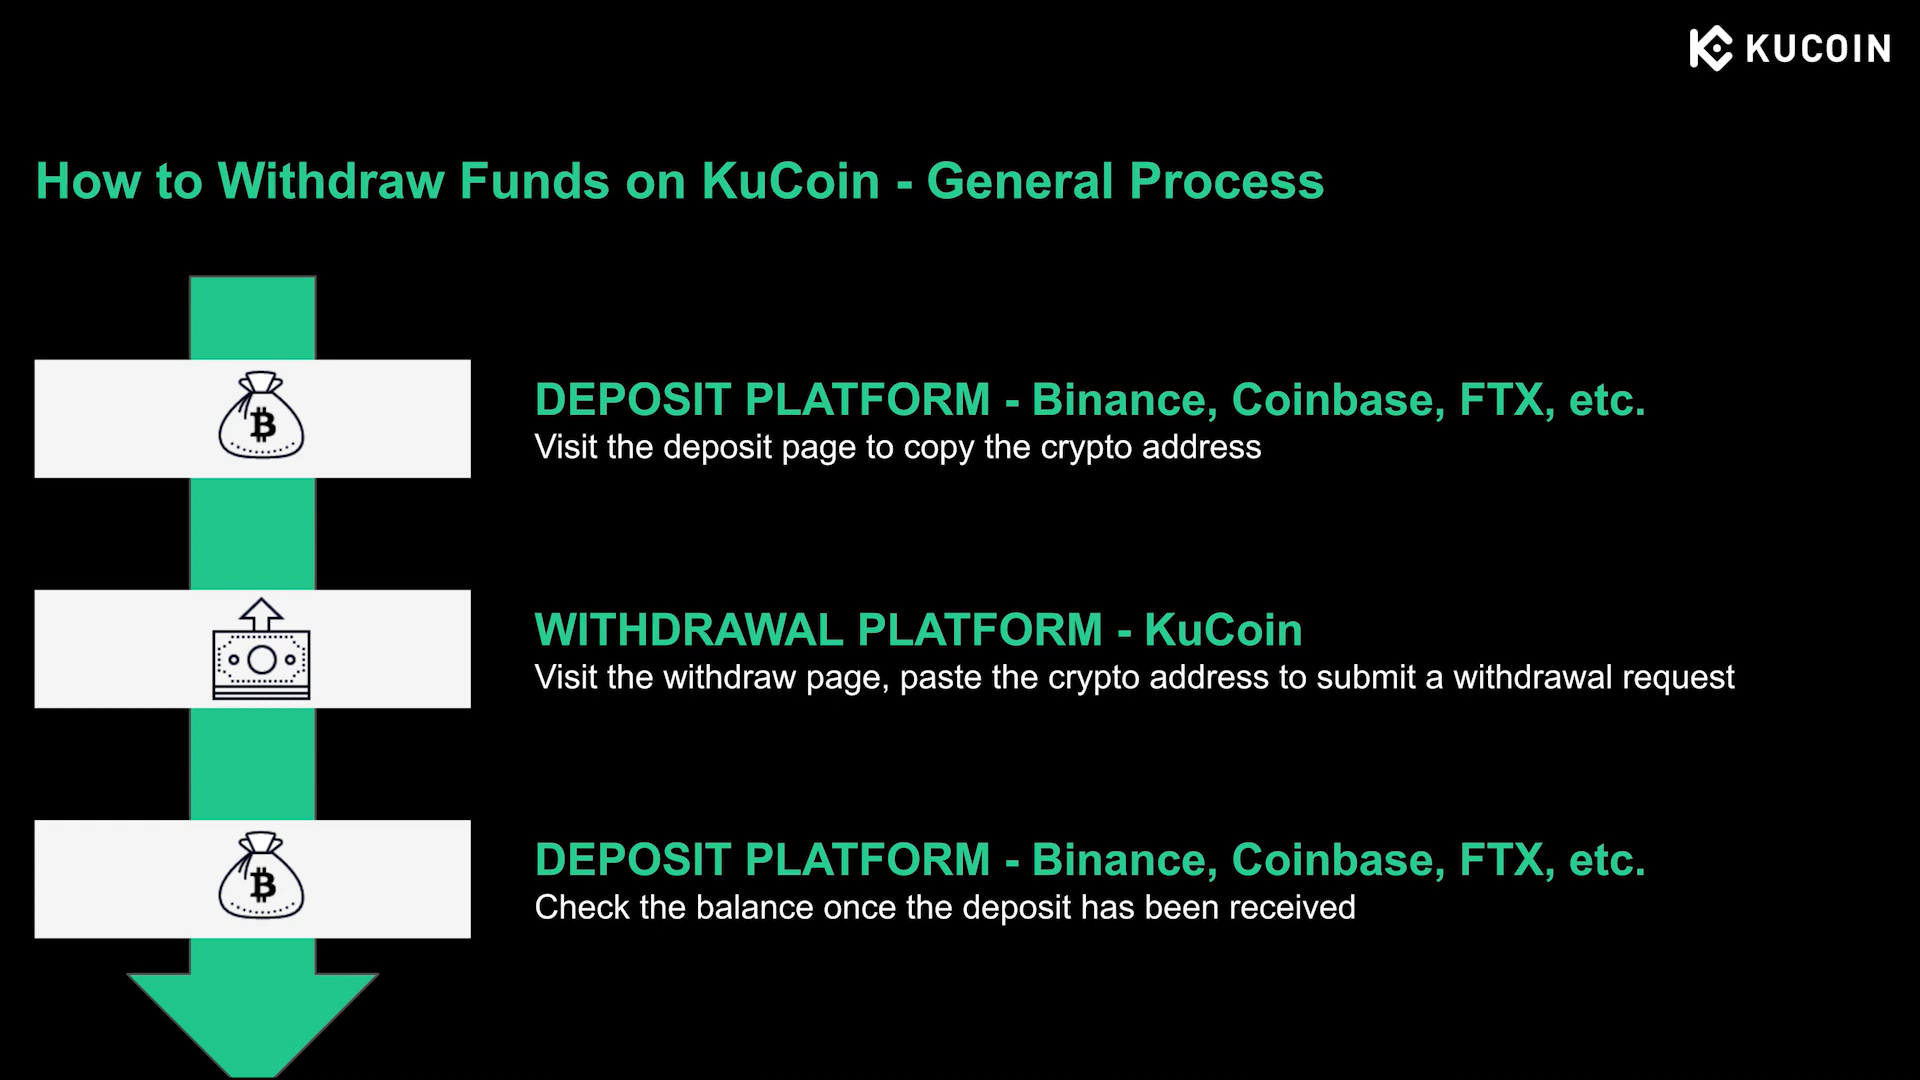 KUCOIN
How to Withdraw Funds on KuCoin - General Process
DEPOSIT PLATFORM - Binance, Coinbase, FTX, etc.
Visit the deposit page to copy the crypto address
WITHDRAWAL PLATFORM - KuCoin
Visit the withdraw page, paste the crypto address to submit a withdrawal request
DEPOSIT PLATFORM - Binance, Coinbase, FTX, etc.
Check the balance once the deposit has been received